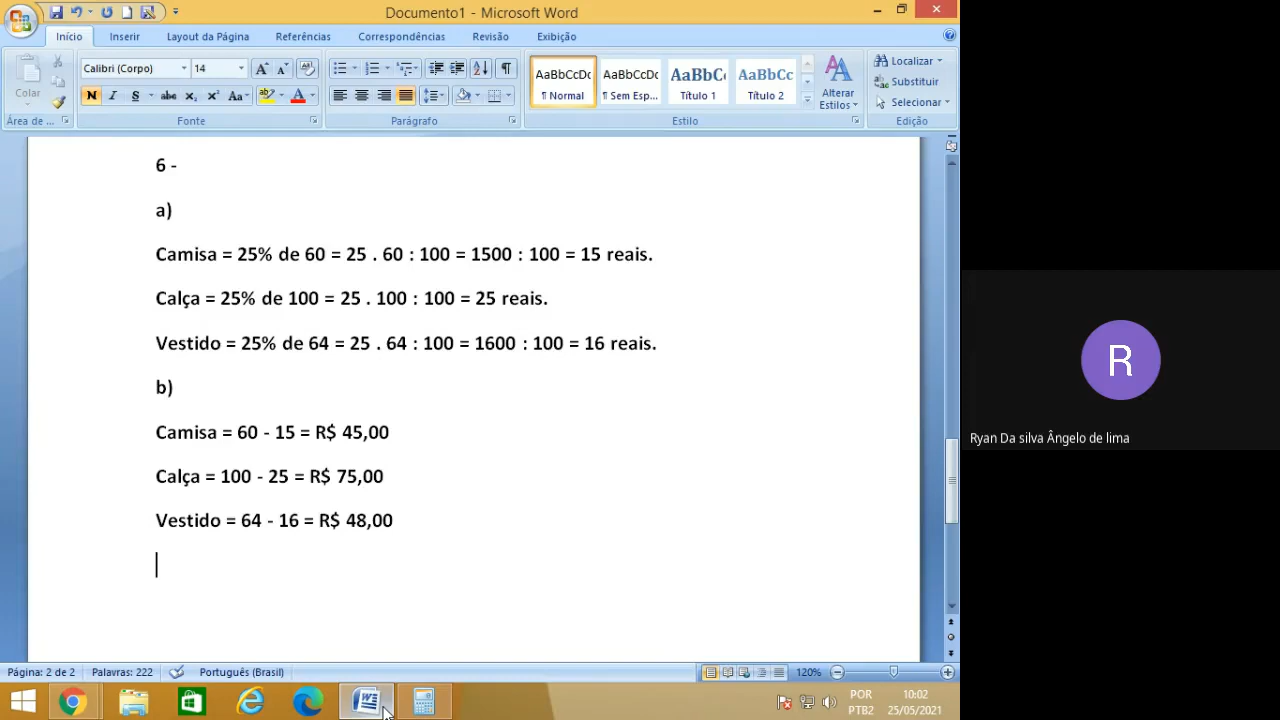 Documento1 - Microsoft Word
Início Inserir Layout da Página Referências Correspondências Revisão Exibição
Colar
Calibri (Corpo) 14
AaBbCcDc AaBbCcDc AaBbC AaBbCc
¶ Normal ¶ Sem Esp... Título 1 Título 2
Alterar
Estilos
Localizar
Substituir
Selecionar
N I S abc x₂ x² Aa
Área de ... Fonte Parágrafo Estilo Edição
6 -
a)
Camisa = 25% de 60 = 25 . 60 : 100 = 1500 : 100 = 15 reais.
Calça = 25% de 100 = 25 . 100 : 100 = 25 reais.
Vestido = 25% de 64 = 25 . 64 : 100 = 1600 : 100 = 16 reais.
b)
Camisa = 60 - 15 = R$ 45,00
Calça = 100 - 25 = R$ 75,00
Vestido = 64 - 16 = R$ 48,00
R
Ryan Da silva Ângelo de lima
Página: 2 de 2 Palavras: 222 Português (Brasil) 120%
POR 10:02
PTB2 25/05/2021